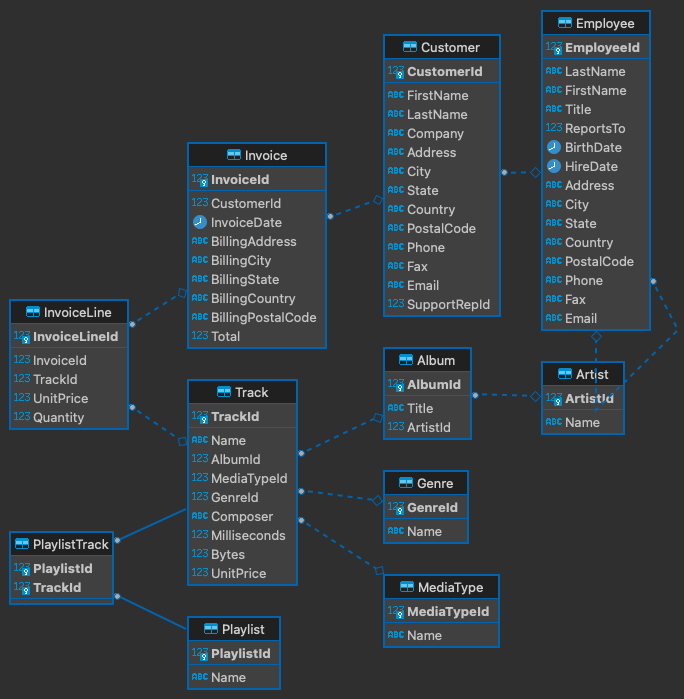 Employee
123 EmployeeId
ABC LastName
ABC FirstName
ABC Title
123 ReportsTo
BirthDate
HireDate
ABC Address
ABC City
ABC State
ABC Country
ABC PostalCode
ABC Phone
ABC Fax
ABC Email
Customer
123 CustomerId
ABC FirstName
ABC LastName
ABC Company
ABC Address
ABC City
ABC State
ABC Country
ABC PostalCode
ABC Phone
ABC Fax
ABC Email
123 SupportRepId
Invoice
123 InvoiceId
123 CustomerId
InvoiceDate
ABC BillingAddress
ABC BillingCity
ABC BillingState
ABC BillingCountry
ABC BillingPostalCode
123 Total
InvoiceLine
123 InvoiceLineId
123 InvoiceId
123 TrackId
123 UnitPrice
123 Quantity
Track
123 TrackId
ABC Name
123 AlbumId
123 MediaTypeId
123 GenreId
ABC Composer
123 Milliseconds
123 Bytes
123 UnitPrice
Album
123 AlbumId
ABC Title
123 ArtistId
Artist
123 ArtistId
ABC Name
Genre
123 GenreId
ABC Name
MediaType
123 MediaTypeId
ABC Name
PlaylistTrack
123 PlaylistId
123 TrackId
Playlist
123 PlaylistId
ABC Name